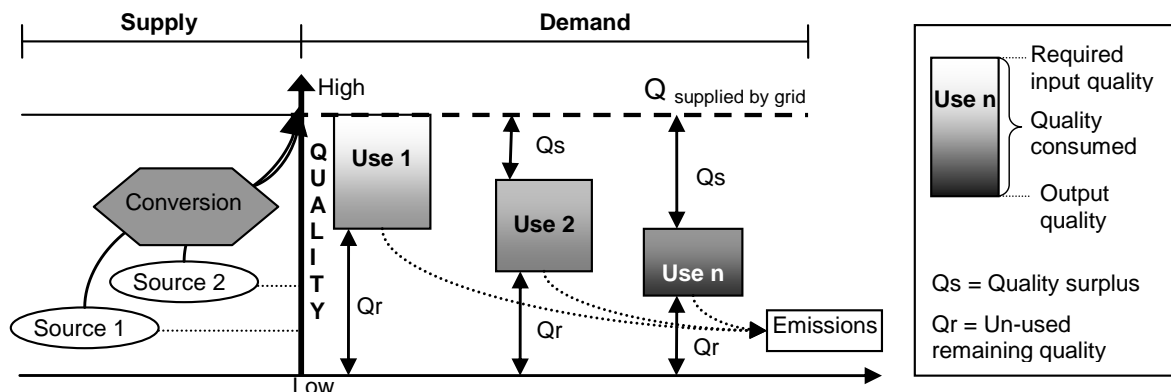 Supply
Demand
High
Q supplied by grid
QUALITY
Use 1
Qs
Qs
Conversion
Use 2
Use n
Source 2
Source 1
Qr
Qr
Qr
Emissions
Low
Use n
Required
input quality
Quality
consumed
Output
quality
Qs = Quality surplus
Qr = Un-used
remaining quality